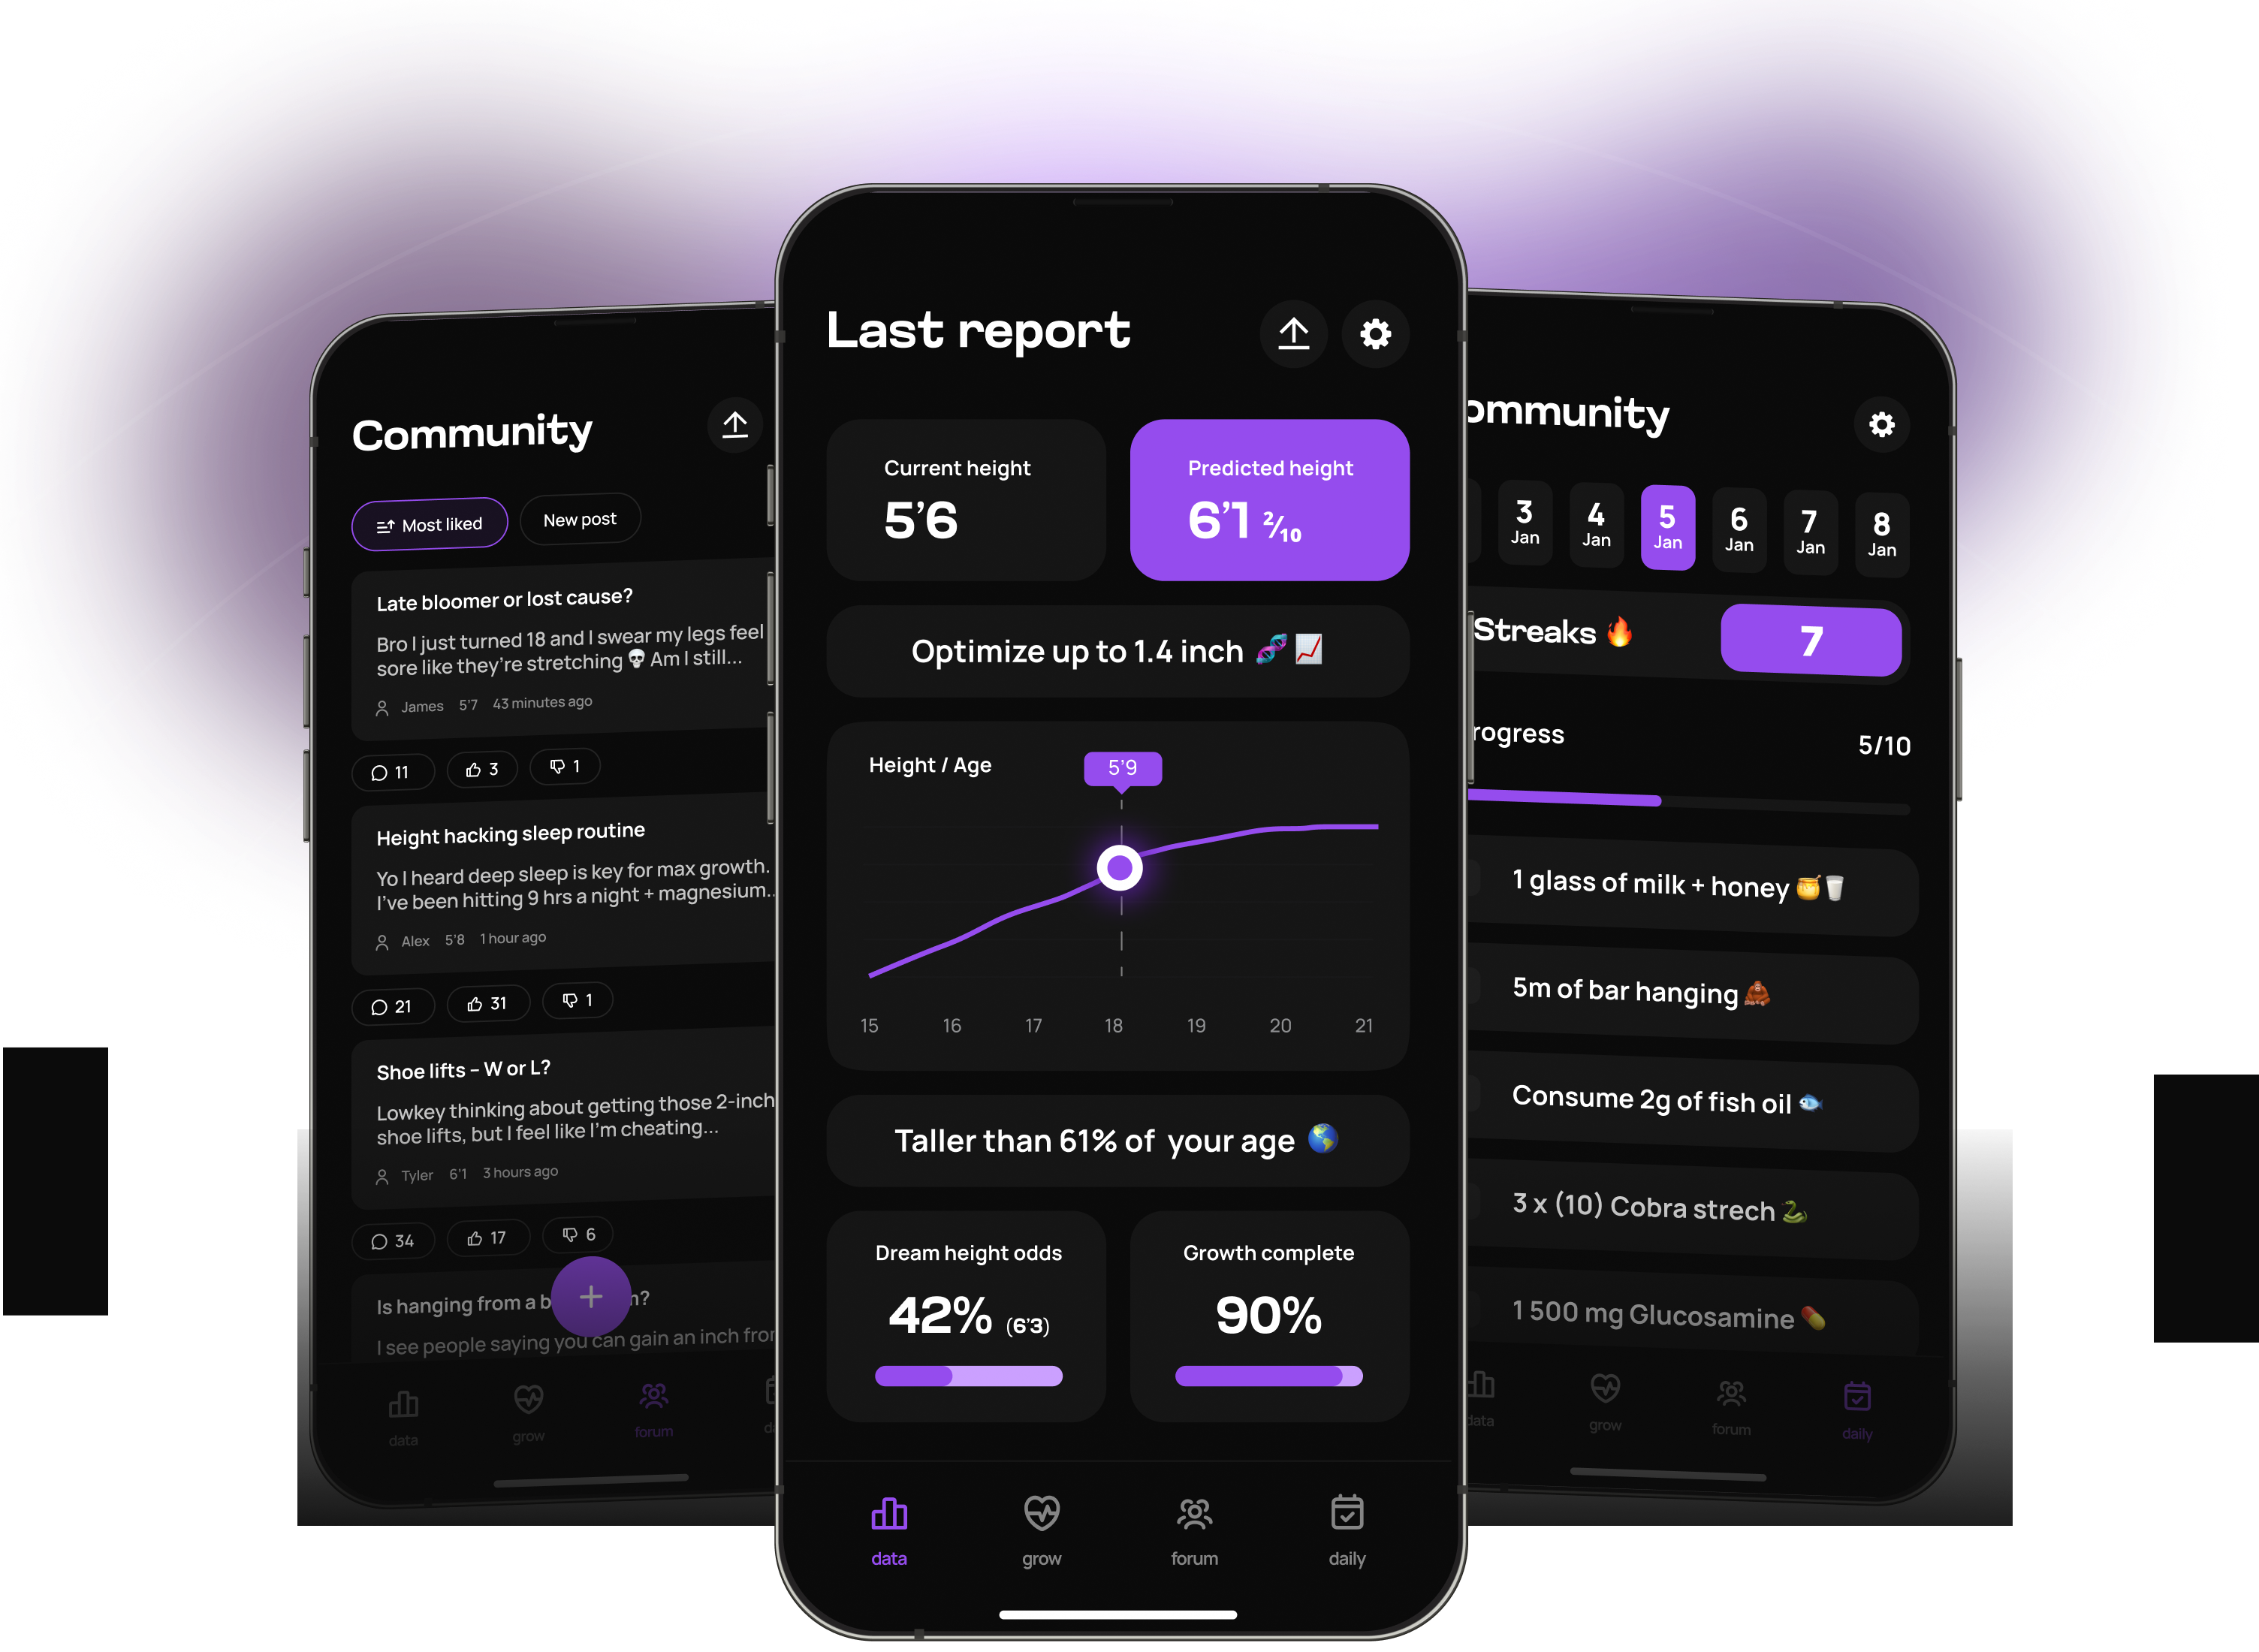 Community
Most liked
New post
Late bloomer or lost cause?
Bro I just turned 18 and I swear my legs feel
sore like they're stretching 💀 Am I still...
James 5'7 43 minutes ago
11 3 1
Height hacking sleep routine
Yo I heard deep sleep is key for max growth.
I've been hitting 9 hrs a night + magnesium..
Alex 5'8 1 hour ago
21 31 1
Shoe lifts – W or L?
Lowkey thinking about getting those 2-inch
shoe lifts, but I feel like I'm cheating...
Tyler 6'1 3 hours ago
34 17 6
Is hanging from a b
?
I see people saying you can gain an inch
data grow forum
Last report
Current height
5'6
Predicted height
6'1 2/10
Optimize up to 1.4 inch 🧬📈
Height / Age
5'9
15 16 17 18 19 20 21
Taller than 61% of your age 🌎
Dream height odds
42% (6'3)
Growth complete
90%
data grow forum daily
ommunity
3 Jan
4 Jan
5 Jan
6 Jan
7 Jan
8 Jan
Streaks 🔥
7
rogress
5/10
1 glass of milk + honey 🍯🥛
5m of bar hanging 🦧
Consume 2g of fish oil 🐟
3 x (10) Cobra strech 🐍
1 500 mg Glucosamine 💊
data grow forum daily